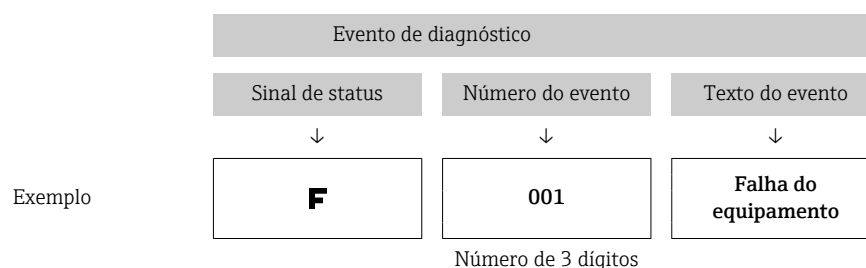 Evento de diagnóstico
Sinal de status Número do evento Texto do evento
↓ ↓ ↓
Exemplo F 001 Falha do
equipamento
Número de 3 dígitos